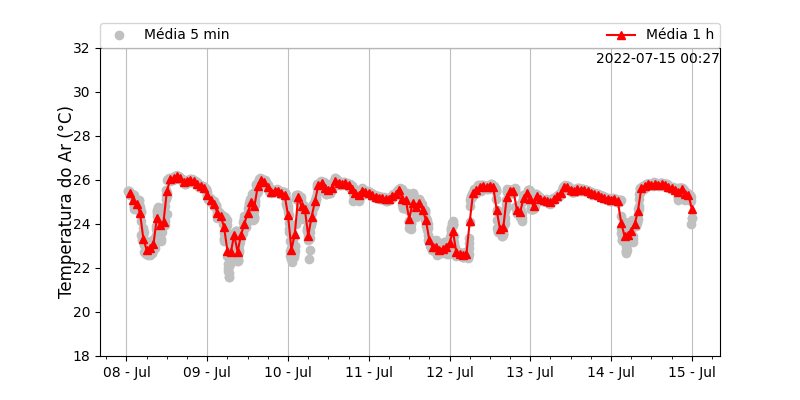 Média 5 min
Média 1 h
2022-07-15 00:27
Temperatura do Ar (°C)
32
30
28
26
24
22
20
18
08 - Jul
09 - Jul
10 - Jul
11 - Jul
12 - Jul
13 - Jul
14 - Jul
15 - Jul